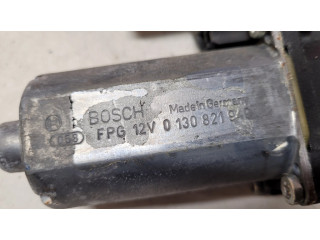 BOSCH Made in Germany
FPG 12V 0 130 821